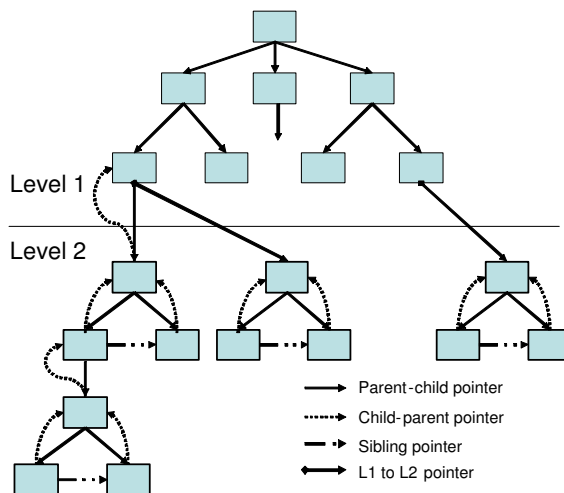 Level 1
Level 2
Parent-child pointer
Child-parent pointer
Sibling pointer
L1 to L2 pointer